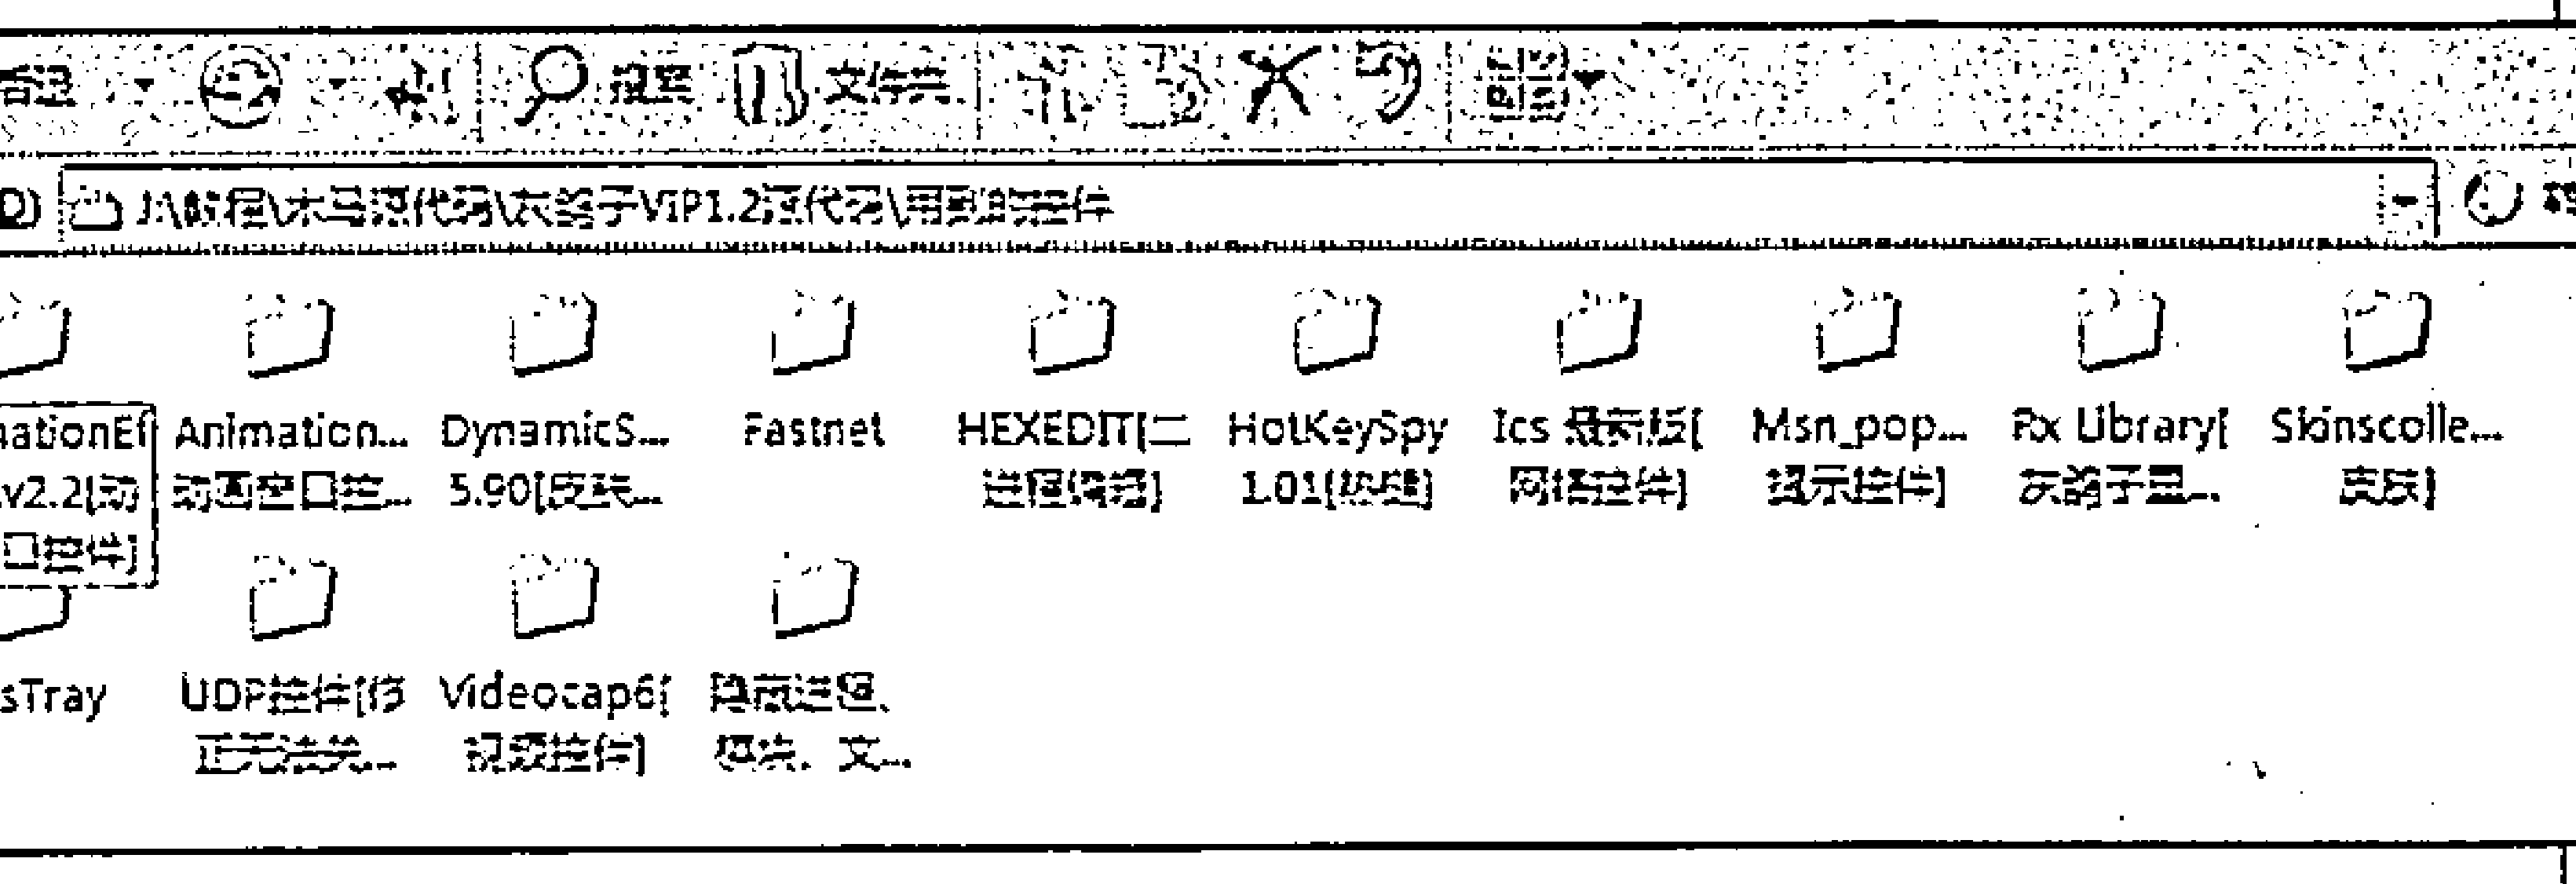 搜索 文件夹
D) J:\编程\木马源代码\灰鸽子ViP1.2源代码\用到的控件
nationEf Animation... DynamicS... Fastnet HEXEDIT[二 HotKeySpy Ics 最新版[ Msn_pop... Rx Library[ Skinscolle...
v2.2[动 动画窗口控... 5.90[皮肤... 进制编辑] 1.01[热键] 网络控件] 提示控件] 灰鸽子显... 皮肤]
口控件]
sTray UDP控件[修 Videocap6[ 隐藏进程、
正无法关... 视频控件] 服务、文...